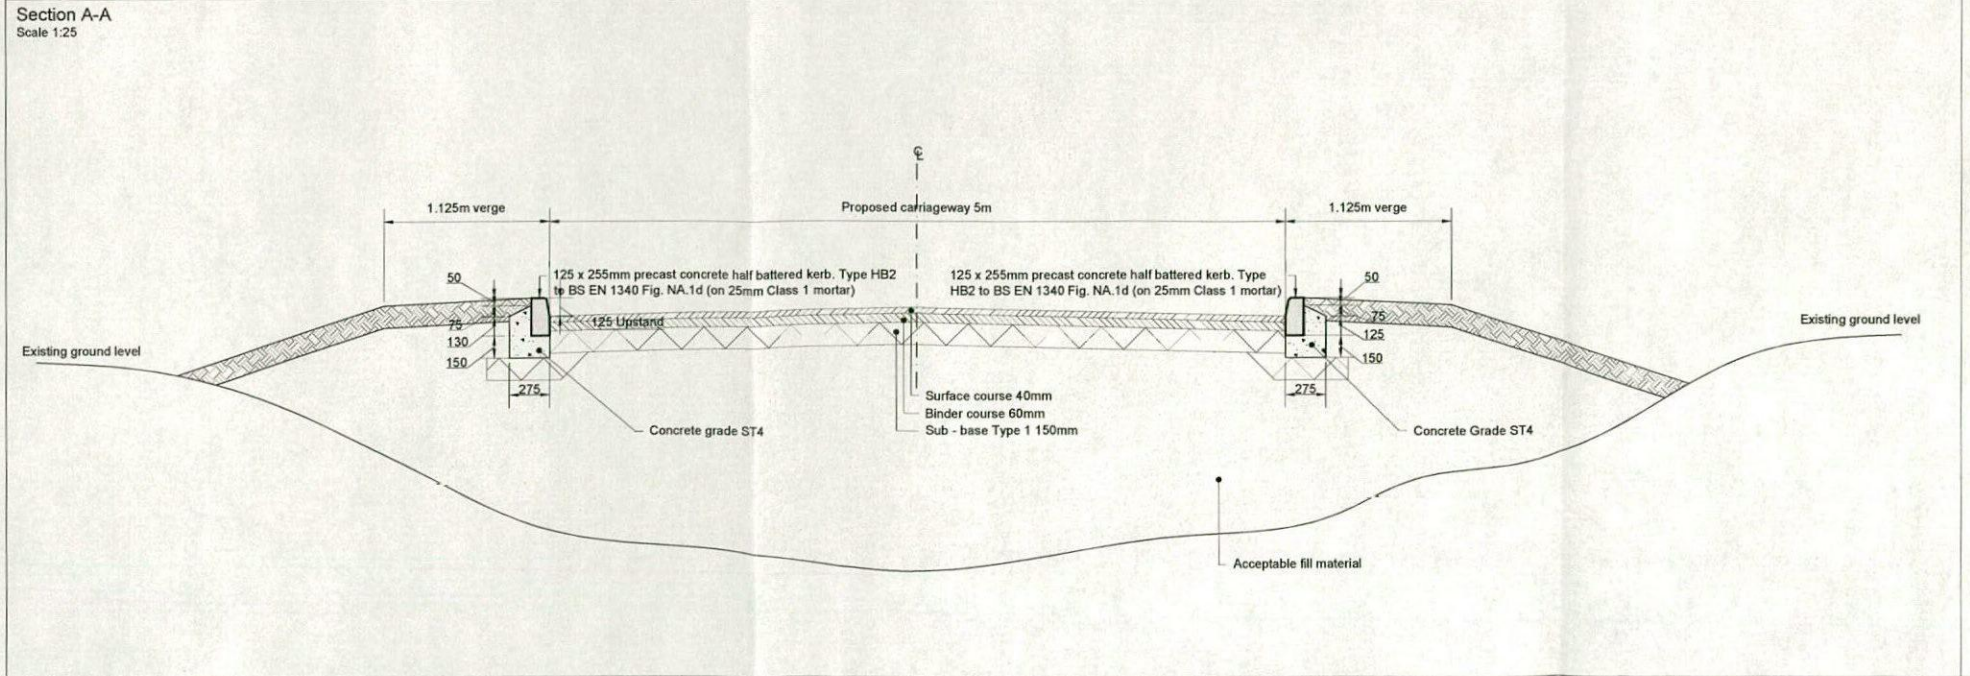 Section A-A
Scale 1:25
℄
1.125m verge
Proposed carriageway 5m
1.125m verge
50
125 x 255mm precast concrete half battered kerb. Type HB2
to BS EN 1340 Fig. NA.1d (on 25mm Class 1 mortar)
125 x 255mm precast concrete half battered kerb. Type
HB2 to BS EN 1340 Fig. NA.1d (on 25mm Class 1 mortar)
50
75
125 Upstand
75
Existing ground level
130
125
Existing ground level
150
150
275
275
Surface course 40mm
Binder course 60mm
Sub - base Type 1 150mm
Concrete grade ST4
Concrete Grade ST4
Acceptable fill material